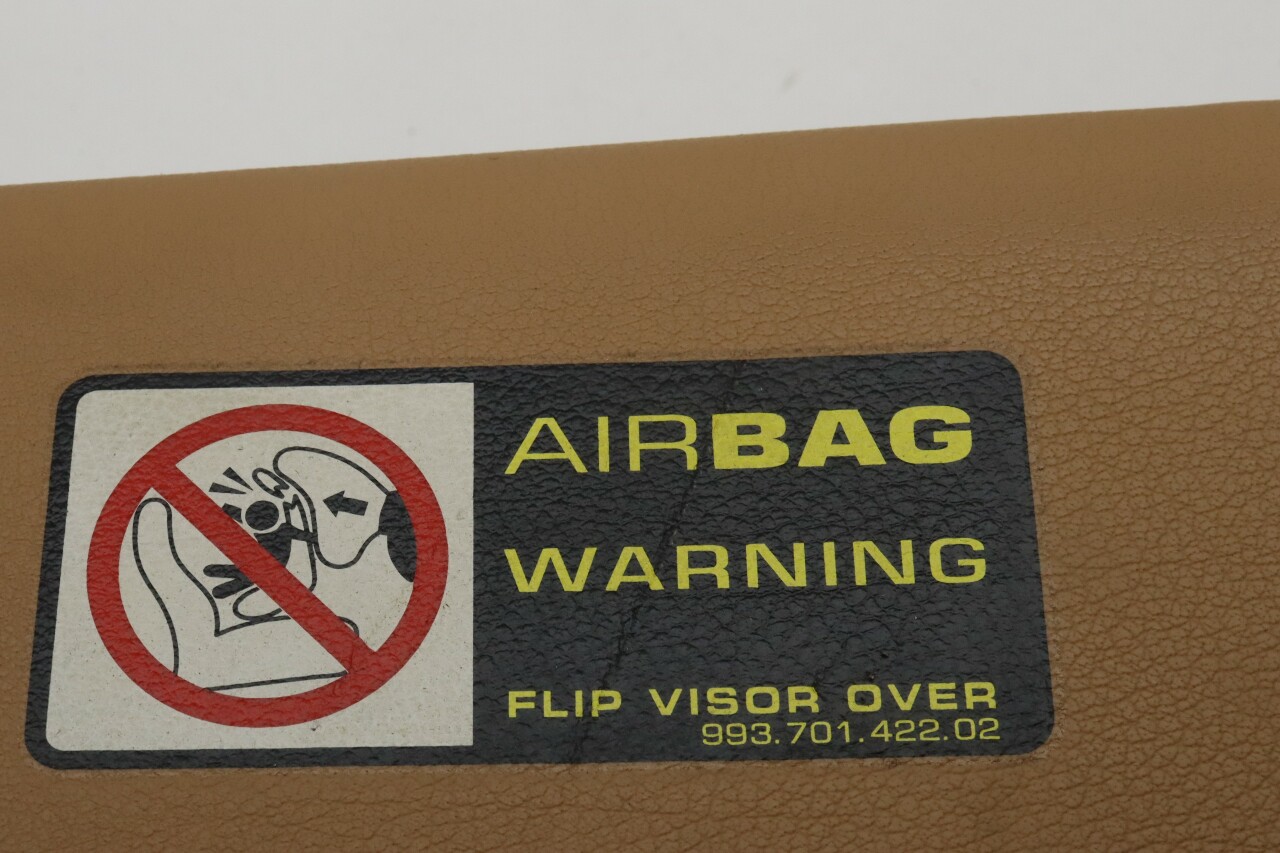 AIRBAG
WARNING
FLIP VISOR OVER
993.701.422.02